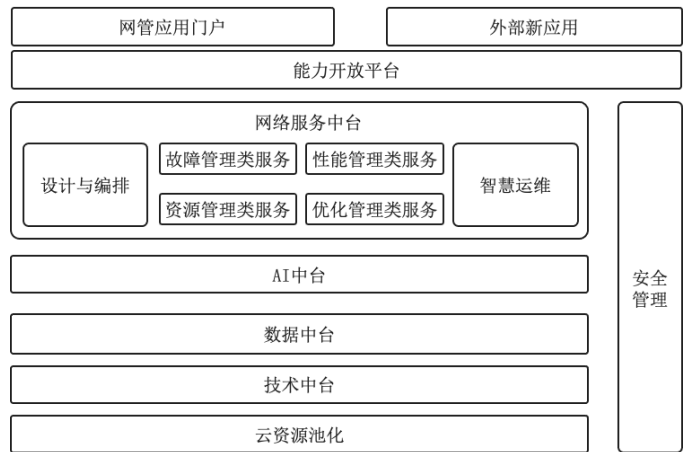 网管应用门户
外部新应用
能力开放平台
网络服务中台
设计与编排
故障管理类服务
性能管理类服务
资源管理类服务
优化管理类服务
智慧运维
AI中台
数据中台
技术中台
云资源池化
安全
管理